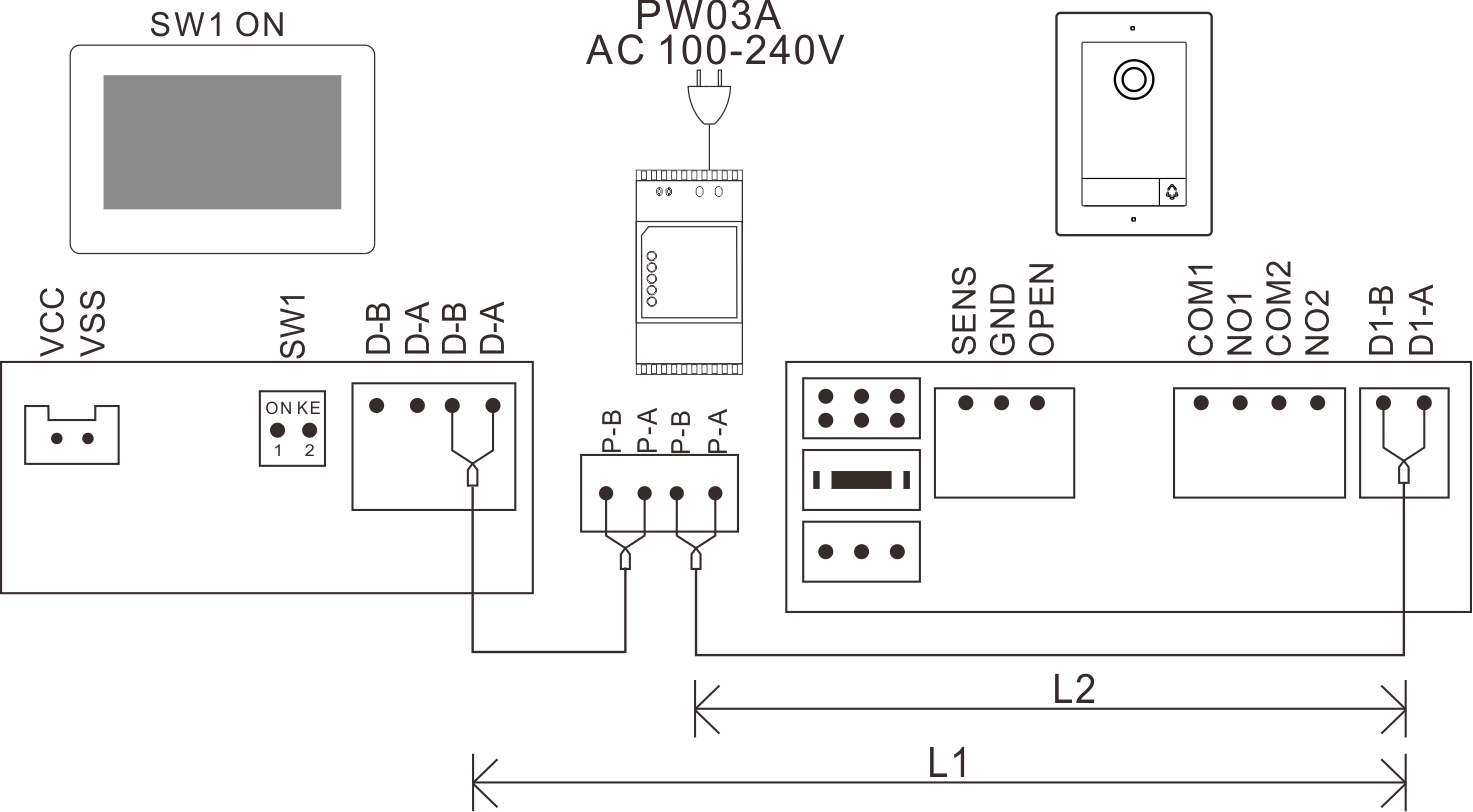 SW1 ON
PW03A
AC 100-240V
VCC
VSS
SW1
D-B
D-A
D-B
D-A
ON KE
1 2
P-B
P-A
P-B
P-A
SENS
GND
OPEN
COM1
NO1
COM2
NO2
D1-B
D1-A
L2
L1